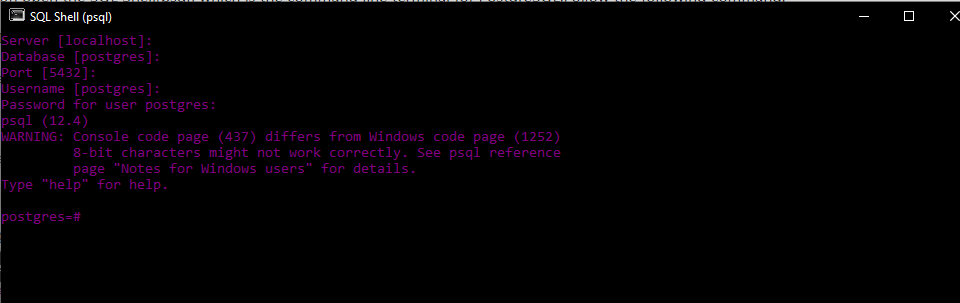 SQL Shell (psql)
Server [localhost]:
Database [postgres]:
Port [5432]:
Username [postgres]:
Password for user postgres:
psql (12.4)
WARNING: Console code page (437) differs from Windows code page (1252)
         8-bit characters might not work correctly. See psql reference
         page "Notes for Windows users" for details.
Type "help" for help.

postgres=#